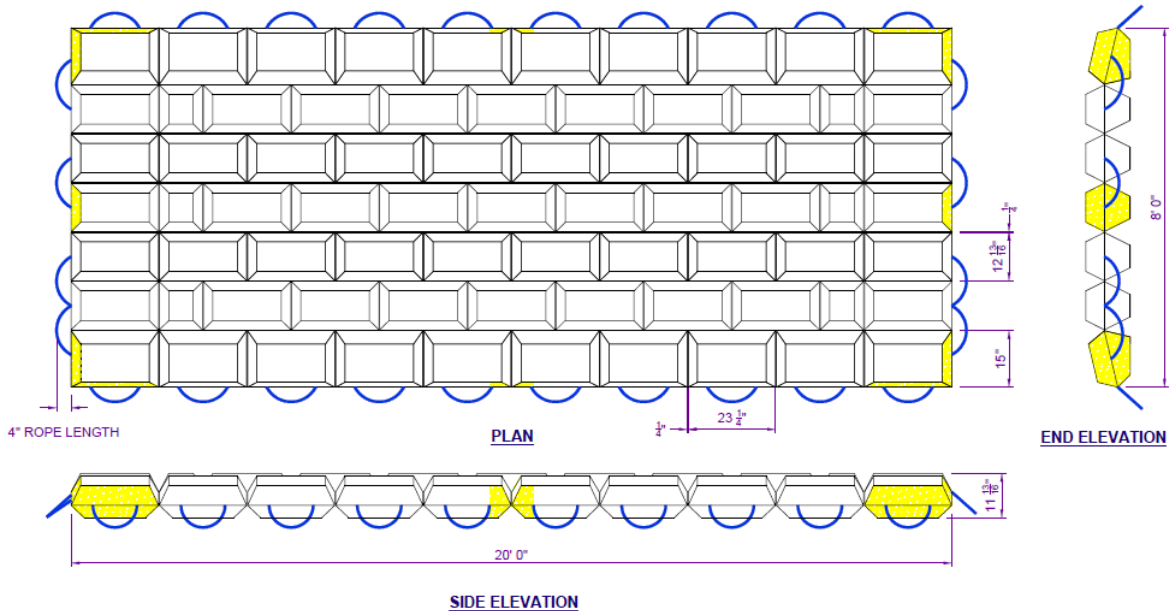 1/4"
12 13/16
8' 0"
15"
4" ROPE LENGTH
1/4"
23 1/4"
PLAN
END ELEVATION
11 13/16
20' 0"
SIDE ELEVATION